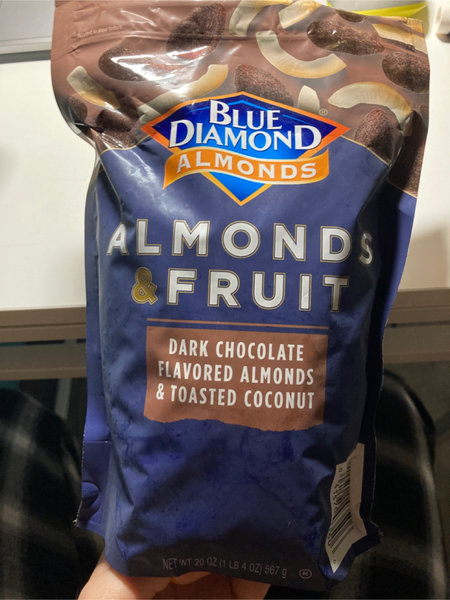 BLUE
DIAMOND®
ALMONDS
ALMONDS
& FRUIT
DARK CHOCOLATE
FLAVORED ALMONDS
& TOASTED COCONUT
NET WT 20 OZ (1 LB 4 OZ) 567 g